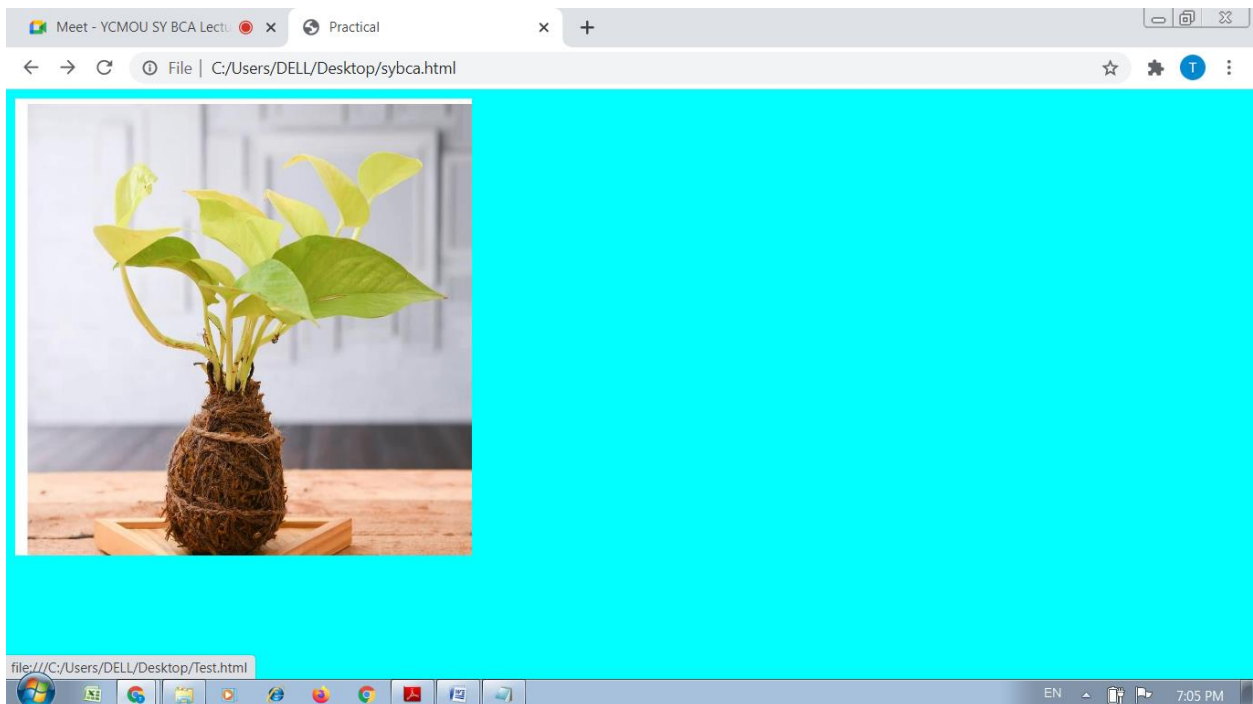 Meet - YCMOU SY BCA Lectu
Practical
File | C:/Users/DELL/Desktop/sybca.html
T
file:///C:/Users/DELL/Desktop/Test.html
EN
7:05 PM